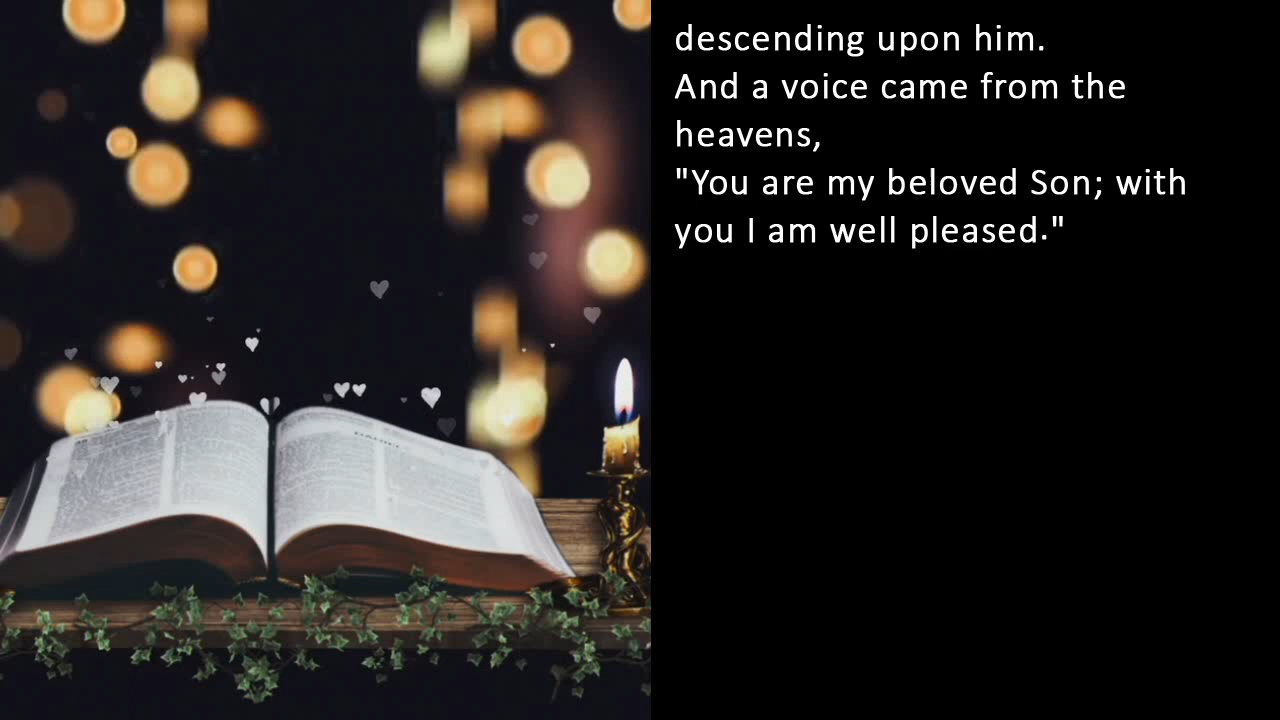 descending upon him.
And a voice came from the
heavens,
"You are my beloved Son; with
you I am well pleased."
DANIEL